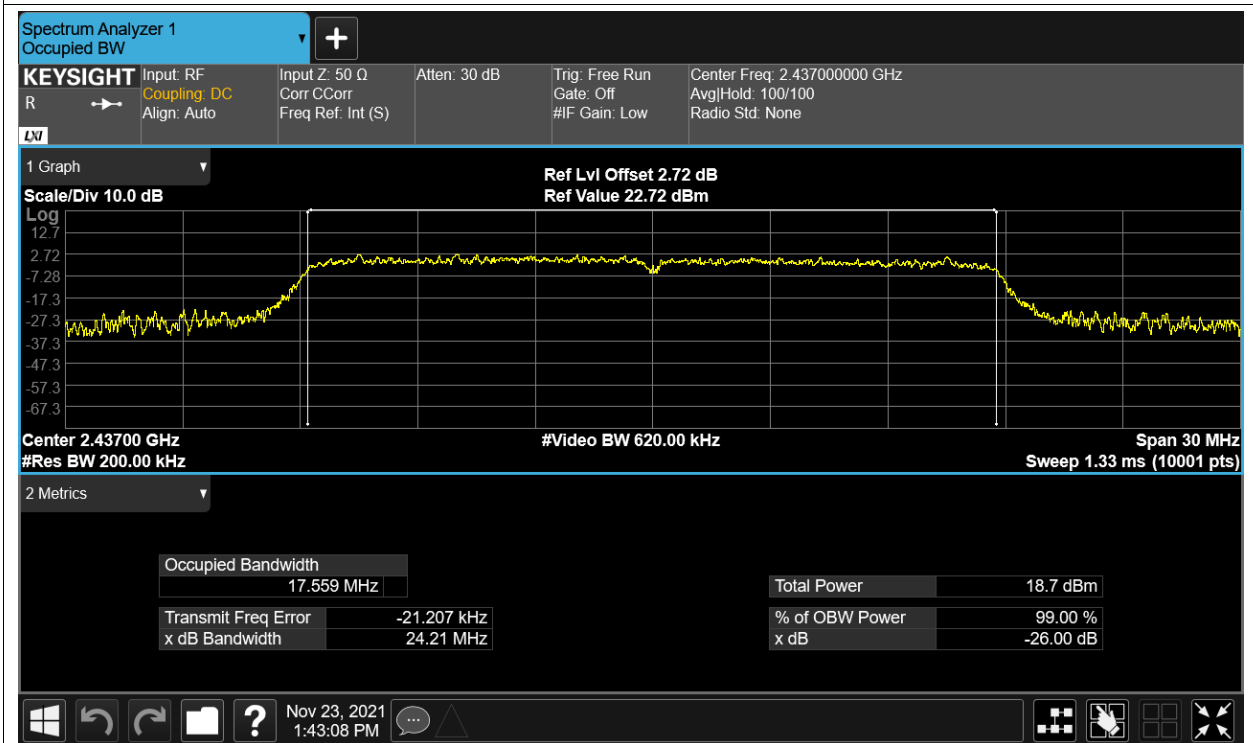 Spectrum Analyzer 1
Occupied BW
KEYSIGHT
R
LXI
Input: RF
Coupling: DC
Align: Auto
Input Z: 50 Ω
Corr CCorr
Freq Ref: Int (S)
Atten: 30 dB
Trig: Free Run
Gate: Off
#IF Gain: Low
Center Freq: 2.437000000 GHz
Avg|Hold: 100/100
Radio Std: None
1 Graph
Scale/Div 10.0 dB
Ref Lvl Offset 2.72 dB
Ref Value 22.72 dBm
Log
12.7
2.72
-7.28
-17.3
-27.3
-37.3
-47.3
-57.3
-67.3
Center 2.43700 GHz
#Video BW 620.00 kHz
Span 30 MHz
#Res BW 200.00 kHz
Sweep 1.33 ms (10001 pts)
2 Metrics
Occupied Bandwidth
17.559 MHz
Total Power 18.7 dBm
Transmit Freq Error -21.207 kHz
% of OBW Power 99.00 %
x dB Bandwidth 24.21 MHz
x dB -26.00 dB
Nov 23, 2021
1:43:08 PM